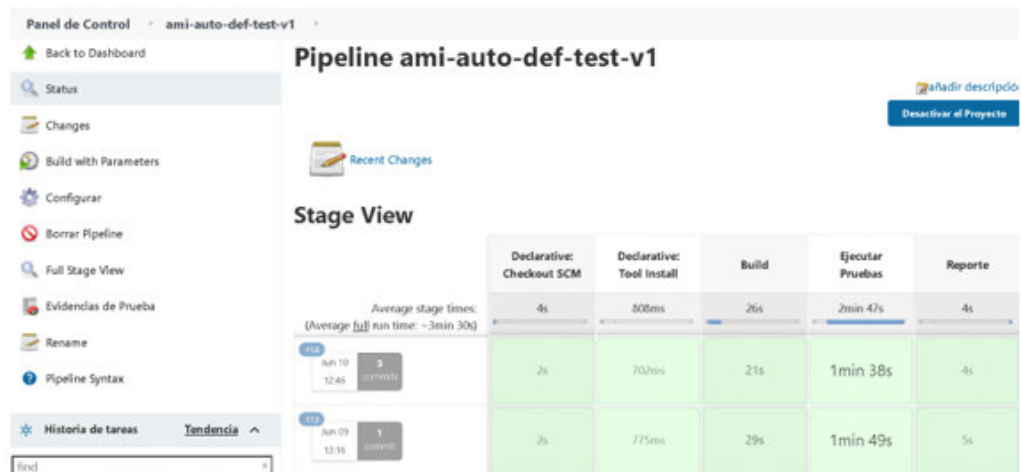 Panel de Control ami-auto-def-test-v1
Back to Dashboard
Status
Changes
Build with Parameters
Configurar
Borrar Pipeline
Full Stage View
Evidencias de Prueba
Rename
Pipeline Syntax
Historia de tareas Tendencia
find x
Pipeline ami-auto-def-test-v1
añadir descripció
Desactivar el Proyecto
Recent Changes
Stage View
Declarative: Checkout SCM Declarative: Tool Install Build Ejecutar Pruebas Reporte
Average stage times: 4s 808ms 26s 2min 47s 4s
(Average full run time: ~3min 30s)
#14
Jun 10 3
12:46 commits
2s 702ms 21s 1min 38s 4s
#13
Jun 09 1
13:16 commit
2s 775ms 29s 1min 49s 5s